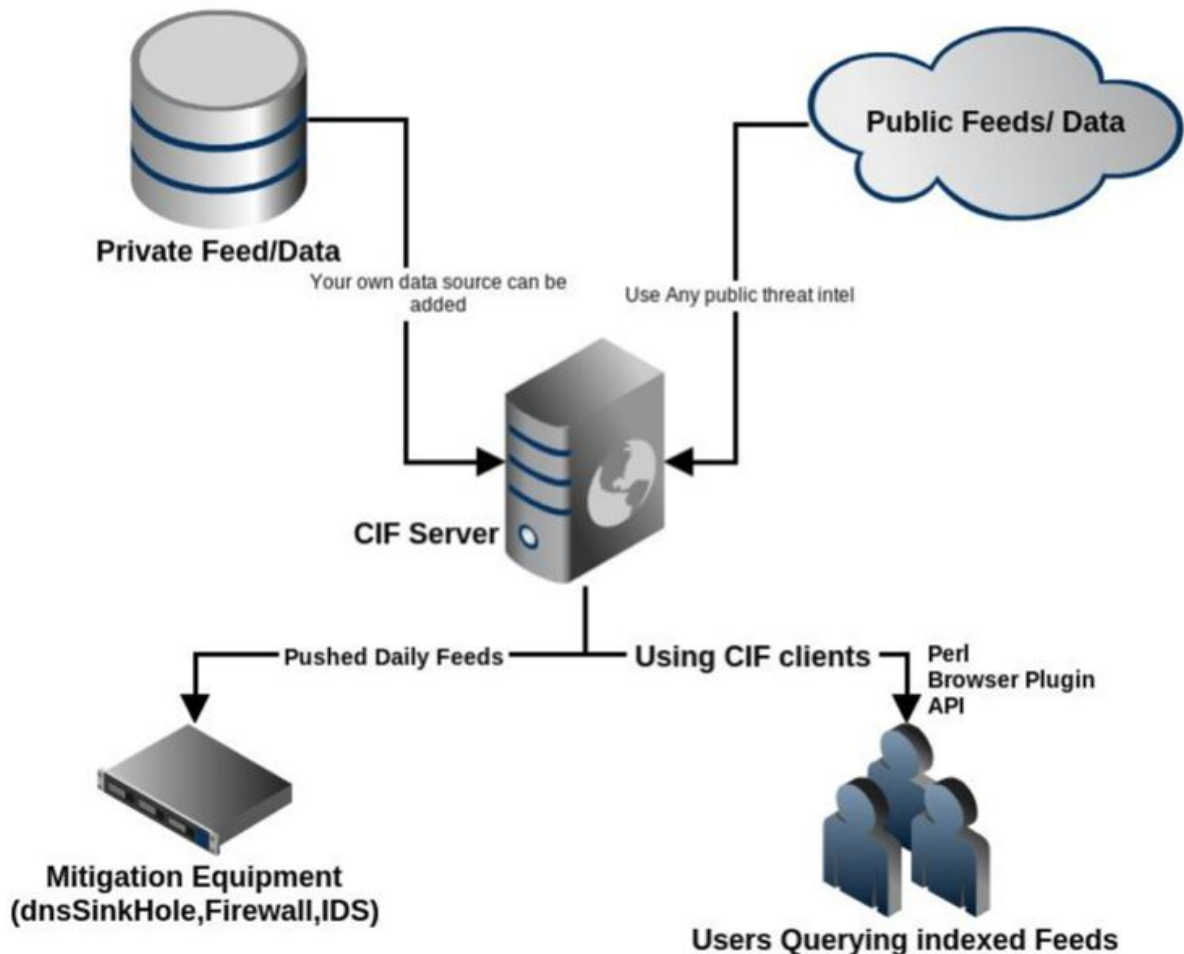 Public Feeds/ Data
Private Feed/Data
Your own data source can be
added
Use Any public threat intel
CIF Server
Pushed Daily Feeds
Using CIF clients
Perl
Browser Plugin
API
Mitigation Equipment
(dnsSinkHole,Firewall,IDS)
Users Querying indexed Feeds